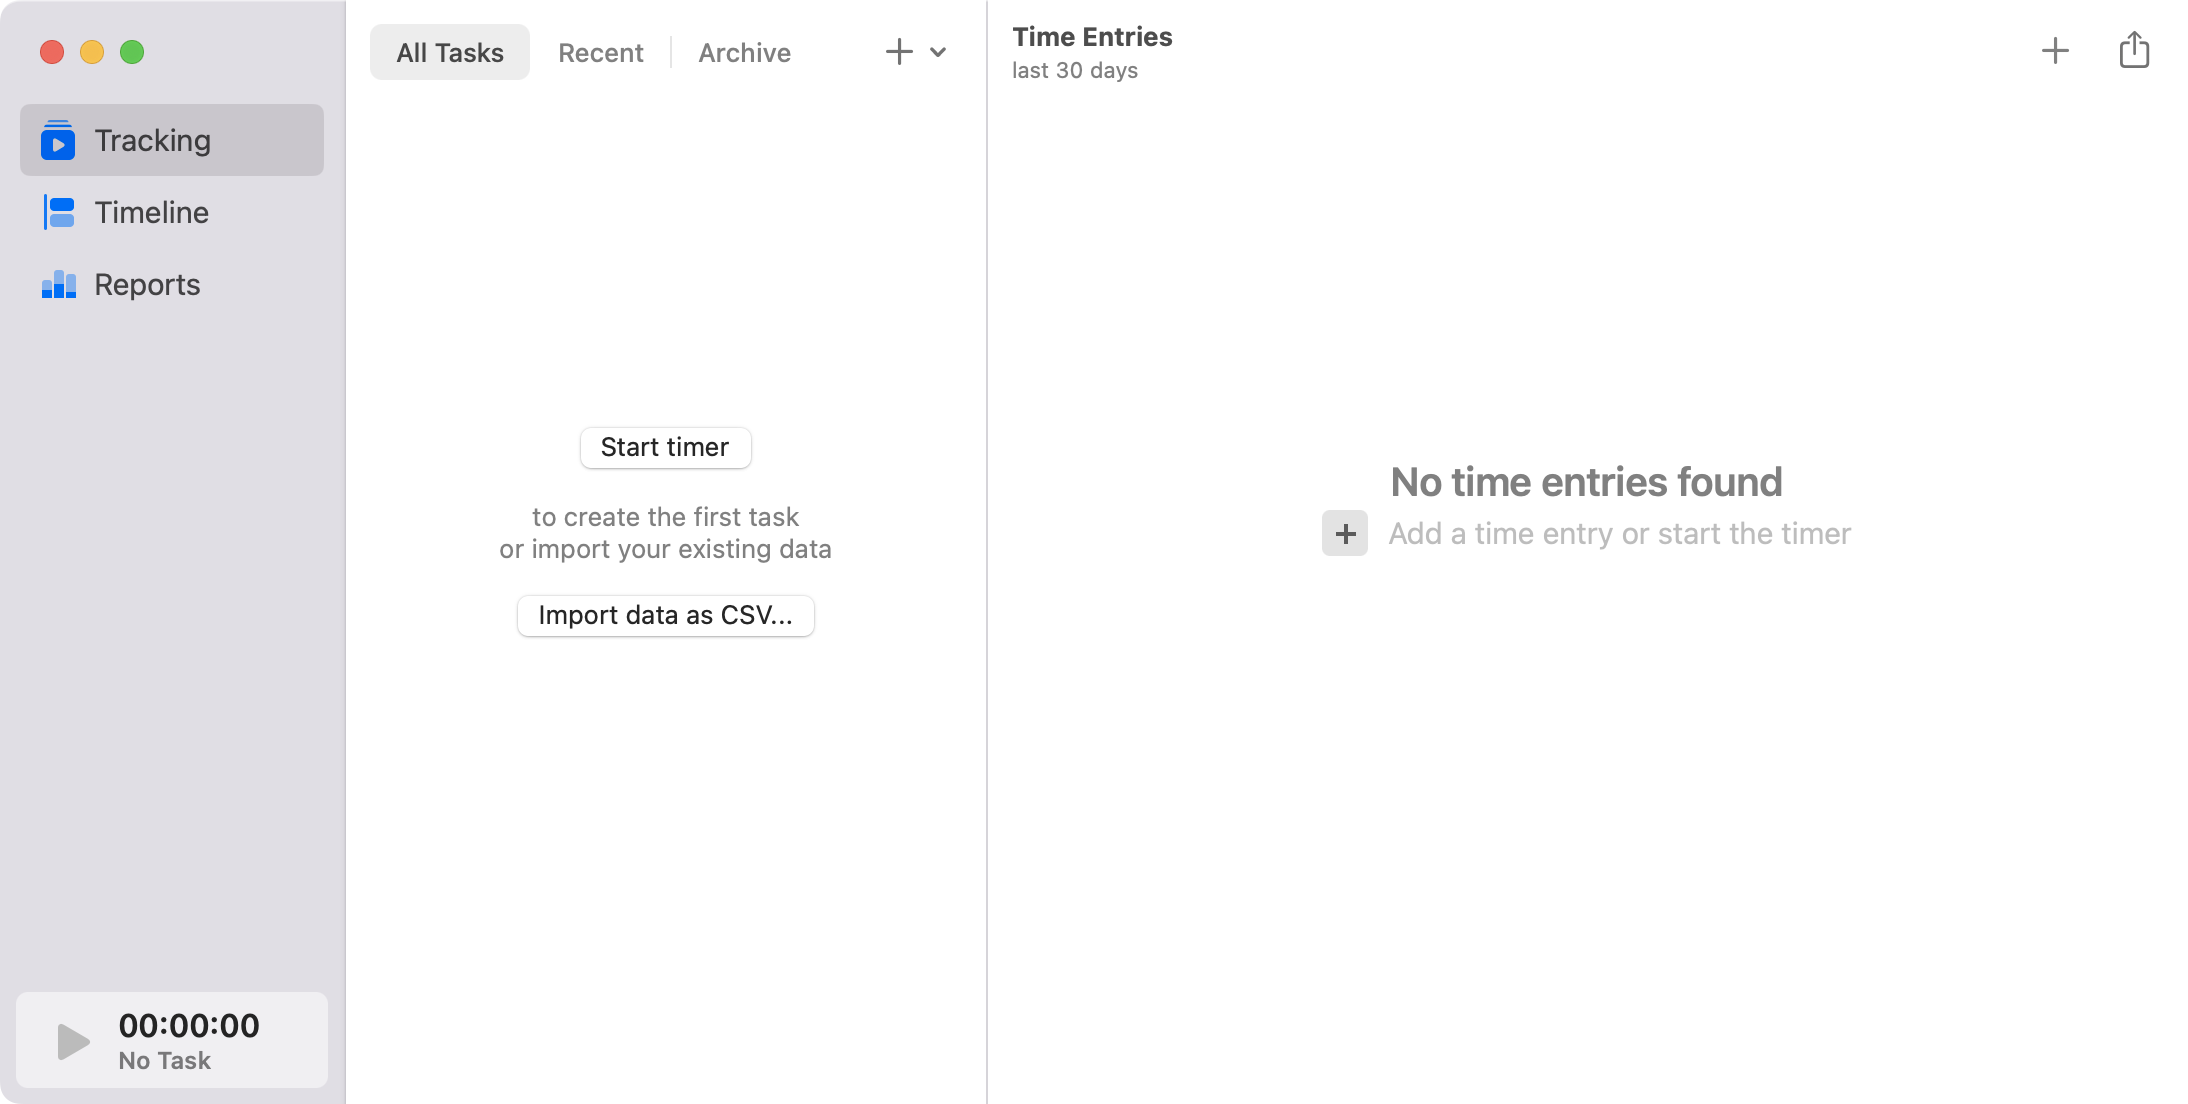 Tracking
Timeline
Reports
00:00:00
No Task
All Tasks
Recent
Archive
Start timer
to create the first task
or import your existing data
Import data as CSV...
Time Entries
last 30 days
No time entries found
Add a time entry or start the timer